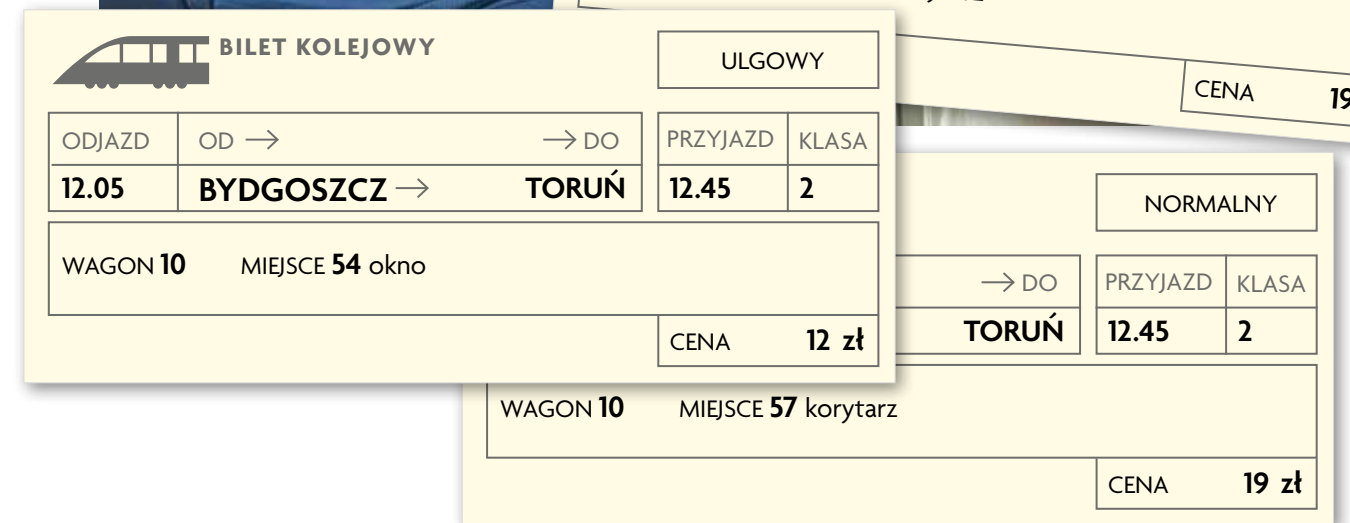 BILET KOLEJOWY
ULGOWY
ODJAZD OD → → DO PRZYJAZD KLASA
12.05 BYDGOSZCZ → TORUŃ 12.45 2
WAGON 10 MIEJSCE 54 okno
CENA 12 zł
CENA 19
NORMALNY
→ DO PRZYJAZD KLASA
TORUŃ 12.45 2
WAGON 10 MIEJSCE 57 korytarz
CENA 19 zł